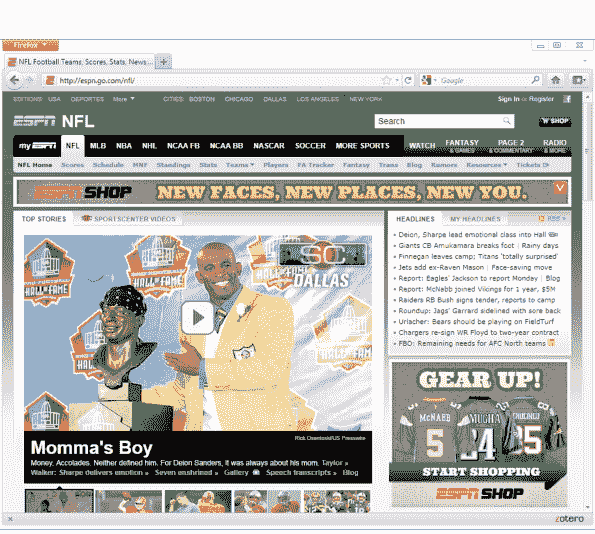 Firefox
NFL Football Teams, Scores, Stats, News ...
http://espn.go.com/nfl/
Google
EDITIONS: USA DEPORTES More
CITIES: BOSTON CHICAGO DALLAS LOS ANGELES NEW YORK
Sign In or Register
ESPN NFL
Search
SHOP
myESPN NFL MLB NBA NHL NCAA FB NCAA BB NASCAR SOCCER MORE SPORTS WATCH FANTASY & GAMES PAGE 2 & COMMENTARY RADIO & MORE
NFL Home Scores Schedule MNF Standings Stats Teams Players FA Tracker Fantasy Trans Blog Rumors Resources Tickets
ESPN SHOP NEW FACES, NEW PLACES, NEW YOU.
TOP STORIES SPORTSCENTER VIDEOS
HALL OF FAME
SC
DALLAS
Rick Osentoski/US Presswire
Momma's Boy
Money. Accolades. Neither defined him. For Deion Sanders, it was always about his mom. Taylor »
Walker: Sharpe delivers emotion » Seven enshrined » Gallery Speech transcripts » Blog
HEADLINES MY HEADLINES RSS »
• Deion, Sharpe lead emotional class into Hall
• Giants CB Amukamara breaks foot | Rainy days
• Finnegan leaves camp; Titans 'totally surprised'
• Jets add ex-Raven Mason | Face-saving move
• Report: Eagles' Jackson to report Monday | Blog
• Report: McNabb joined Vikings for 1 year, $5M
• Raiders RB Bush signs tender, reports to camp
• Roundup: Jags' Garrard sidelined with sore back
• Urlacher: Bears should be playing on FieldTurf
• Chargers re-sign WR Floyd to two-year contract
• FBO: Remaining needs for AFC North teams
GEAR UP!
McNABB
5
24
85
START SHOPPING
ESPN SHOP
zotero